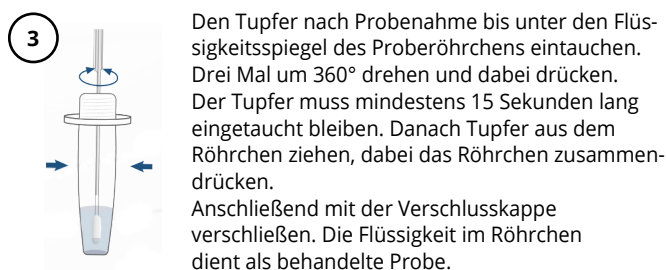 3
Den Tupfer nach Probenahme bis unter den Flüs-
sigkeitsspiegel des Proberöhrchens eintauchen.
Drei Mal um 360° drehen und dabei drücken.
Der Tupfer muss mindestens 15 Sekunden lang
eingetaucht bleiben. Danach Tupfer aus dem
Röhrchen ziehen, dabei das Röhrchen zusammen-
drücken.
Anschließend mit der Verschlusskappe
verschließen. Die Flüssigkeit im Röhrchen
dient als behandelte Probe.